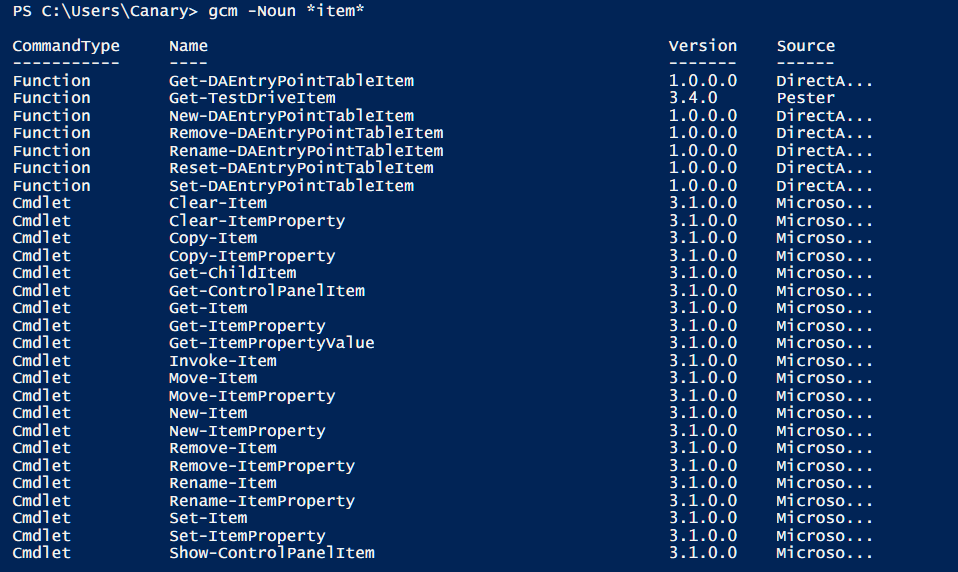 PS C:\Users\Canary> gcm -Noun *item*
CommandType Name Version Source
----------- ---- ------- ------
Function Get-DAEntryPointTableItem 1.0.0.0 DirectA...
Function Get-TestDriveItem 3.4.0 Pester
Function New-DAEntryPointTableItem 1.0.0.0 DirectA...
Function Remove-DAEntryPointTableItem 1.0.0.0 DirectA...
Function Rename-DAEntryPointTableItem 1.0.0.0 DirectA...
Function Reset-DAEntryPointTableItem 1.0.0.0 DirectA...
Function Set-DAEntryPointTableItem 1.0.0.0 DirectA...
Cmdlet Clear-Item 3.1.0.0 Microso...
Cmdlet Clear-ItemProperty 3.1.0.0 Microso...
Cmdlet Copy-Item 3.1.0.0 Microso...
Cmdlet Copy-ItemProperty 3.1.0.0 Microso...
Cmdlet Get-ChildItem 3.1.0.0 Microso...
Cmdlet Get-ControlPanelItem 3.1.0.0 Microso...
Cmdlet Get-Item 3.1.0.0 Microso...
Cmdlet Get-ItemProperty 3.1.0.0 Microso...
Cmdlet Get-ItemPropertyValue 3.1.0.0 Microso...
Cmdlet Invoke-Item 3.1.0.0 Microso...
Cmdlet Move-Item 3.1.0.0 Microso...
Cmdlet Move-ItemProperty 3.1.0.0 Microso...
Cmdlet New-Item 3.1.0.0 Microso...
Cmdlet New-ItemProperty 3.1.0.0 Microso...
Cmdlet Remove-Item 3.1.0.0 Microso...
Cmdlet Remove-ItemProperty 3.1.0.0 Microso...
Cmdlet Rename-Item 3.1.0.0 Microso...
Cmdlet Rename-ItemProperty 3.1.0.0 Microso...
Cmdlet Set-Item 3.1.0.0 Microso...
Cmdlet Set-ItemProperty 3.1.0.0 Microso...
Cmdlet Show-ControlPanelItem 3.1.0.0 Microso...